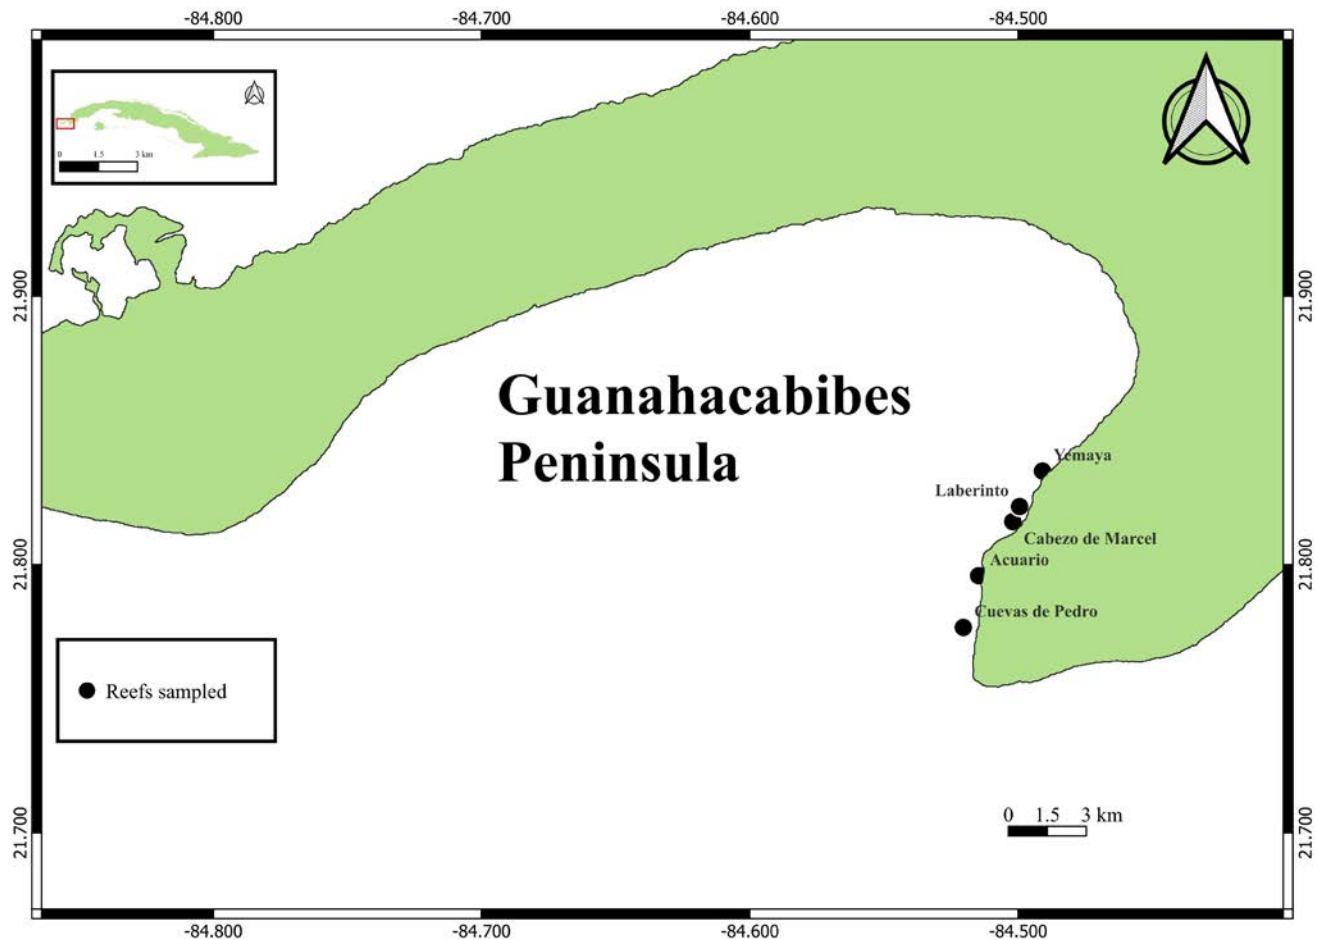 -84.800 -84.700 -84.600 -84.500
0 1.5 3 km
21.900 21.900
Guanahacabibes
Peninsula
Yemaya
Laberinto
Cabezo de Marcel
Acuario
21.800 21.800
Cuevas de Pedro
Reefs sampled
0 1.5 3 km
21.700 21.700
-84.800 -84.700 -84.600 -84.500